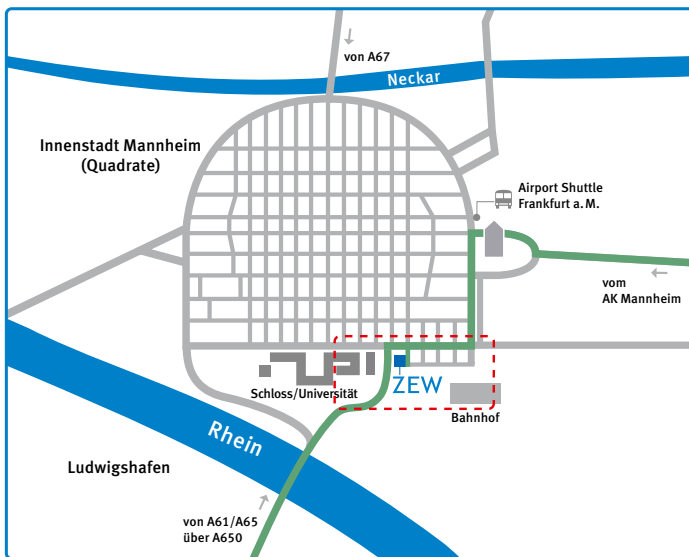 von A67
Neckar
Innenstadt Mannheim
(Quadrate)
Airport Shuttle
Frankfurt a. M.
vom
AK Mannheim
Schloss/Universität
ZEW
Bahnhof
Rhein
Ludwigshafen
von A61/A65
über A650